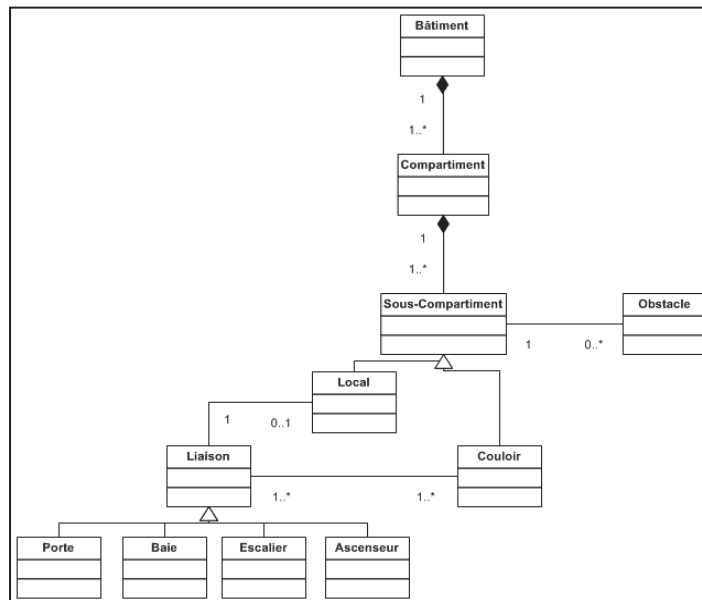 Bâtiment
1
1..*
Compartiment
1
1..*
Sous-Compartiment
Obstacle
1
0..*
Local
1
0..1
Liaison
Couloir
1..*
1..*
Porte
Baie
Escalier
Ascenseur